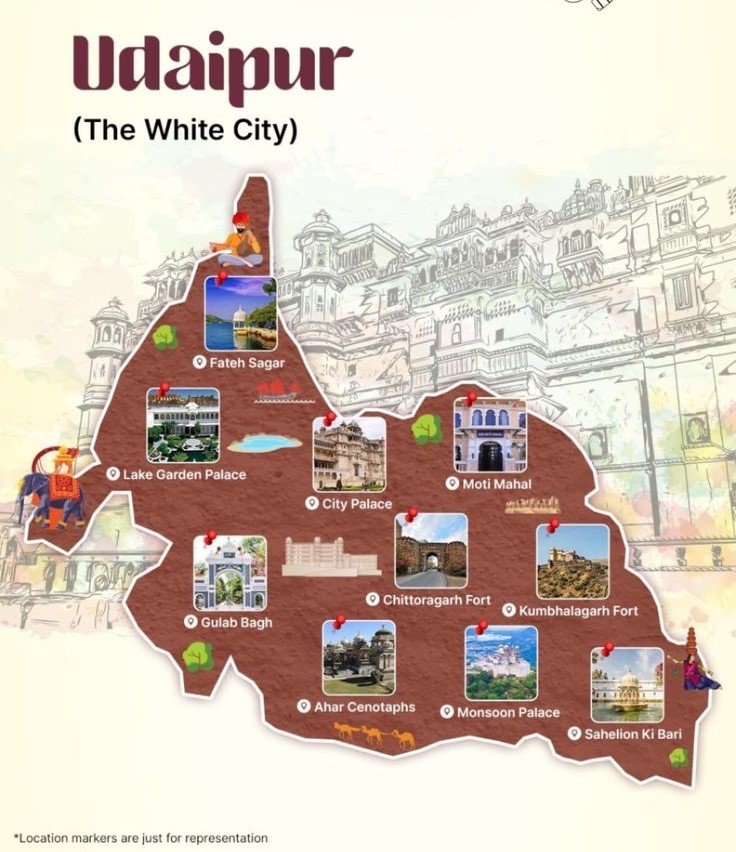 Udaipur
(The White City)
Fateh Sagar
Lake Garden Palace
City Palace
Moti Mahal
Gulab Bagh
Chittoragarh Fort
Kumbhalagarh Fort
Ahar Cenotaphs
Monsoon Palace
Sahelion Ki Bari
*Location markers are just for representation